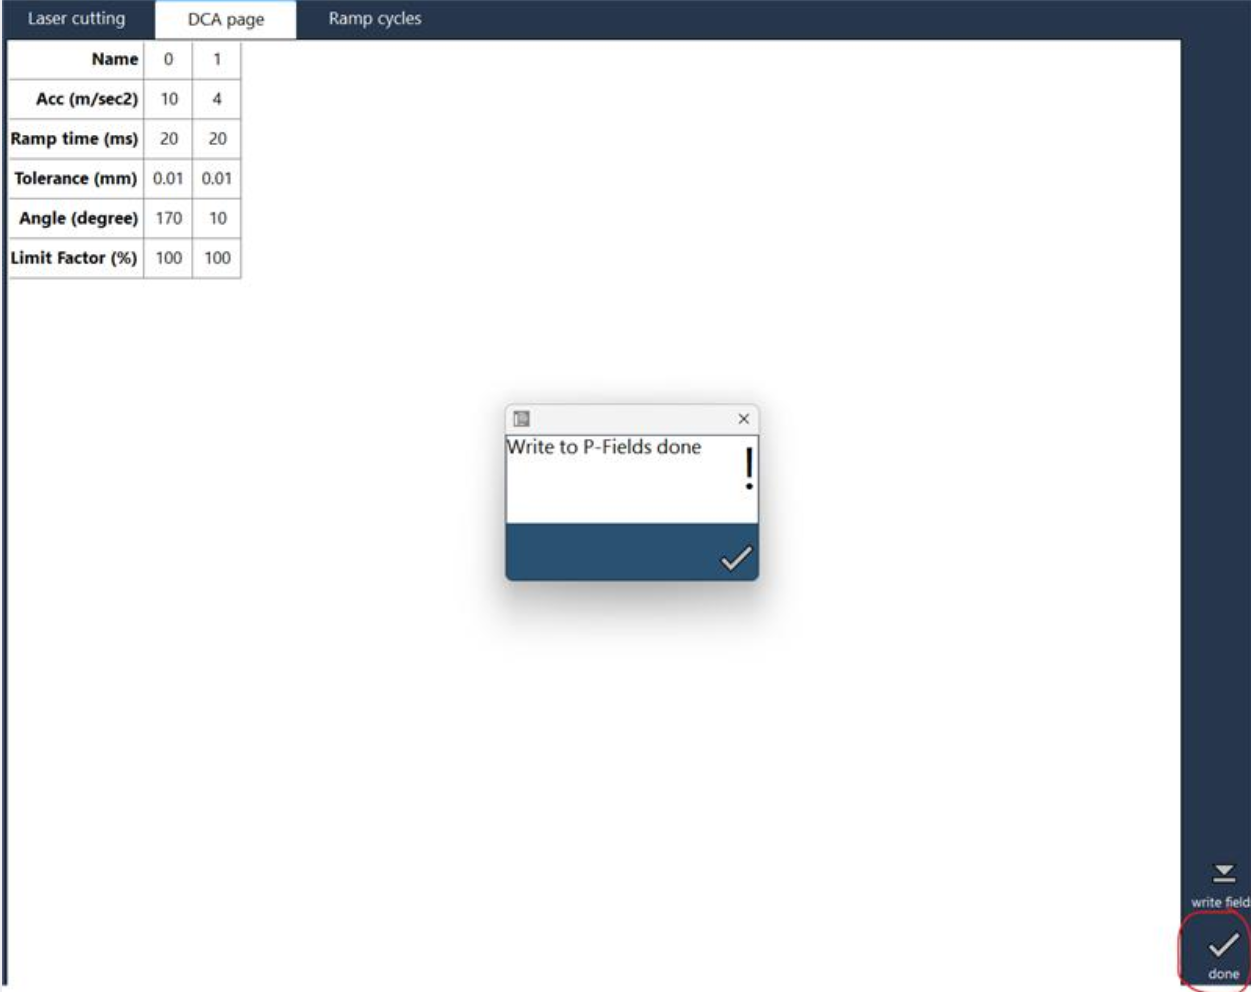 Laser cutting DCA page Ramp cycles
Name 0 1
Acc (m/sec2) 10 4
Ramp time (ms) 20 20
Tolerance (mm) 0.01 0.01
Angle (degree) 170 10
Limit Factor (%) 100 100
Write to P-Fields done
!
write field
done